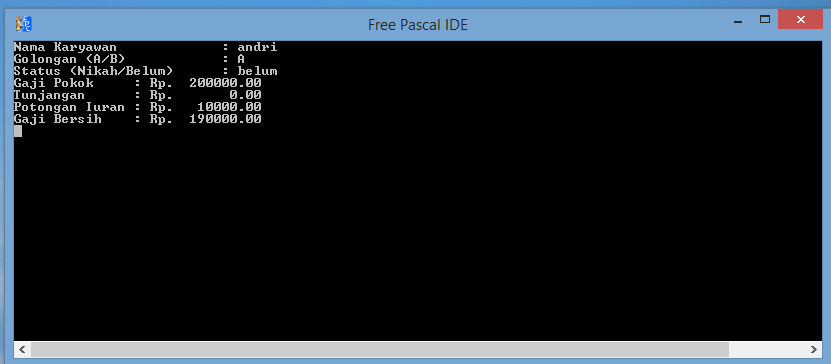 Free Pascal IDE
Nama Karyawan : andri
Golongan (A/B) : A
Status (Nikah/Belum) : belum
Gaji Pokok : Rp. 200000.00
Tunjangan : Rp. 0.00
Potongan Iuran : Rp. 10000.00
Gaji Bersih : Rp. 190000.00